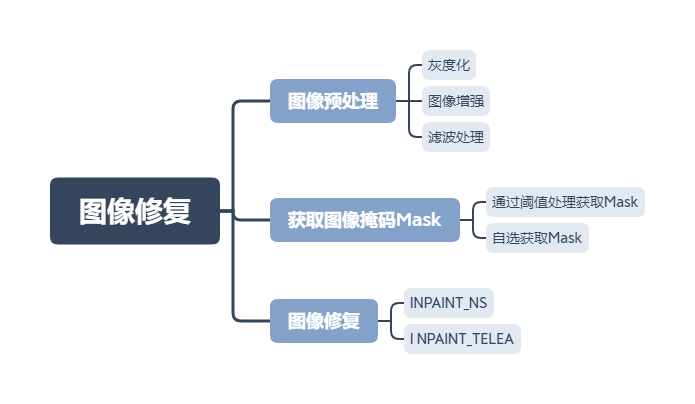 图像修复
图像预处理
灰度化
图像增强
滤波处理
获取图像掩码Mask
通过阈值处理获取Mask
自选获取Mask
图像修复
INPAINT_NS
I NPAINT_TELEA